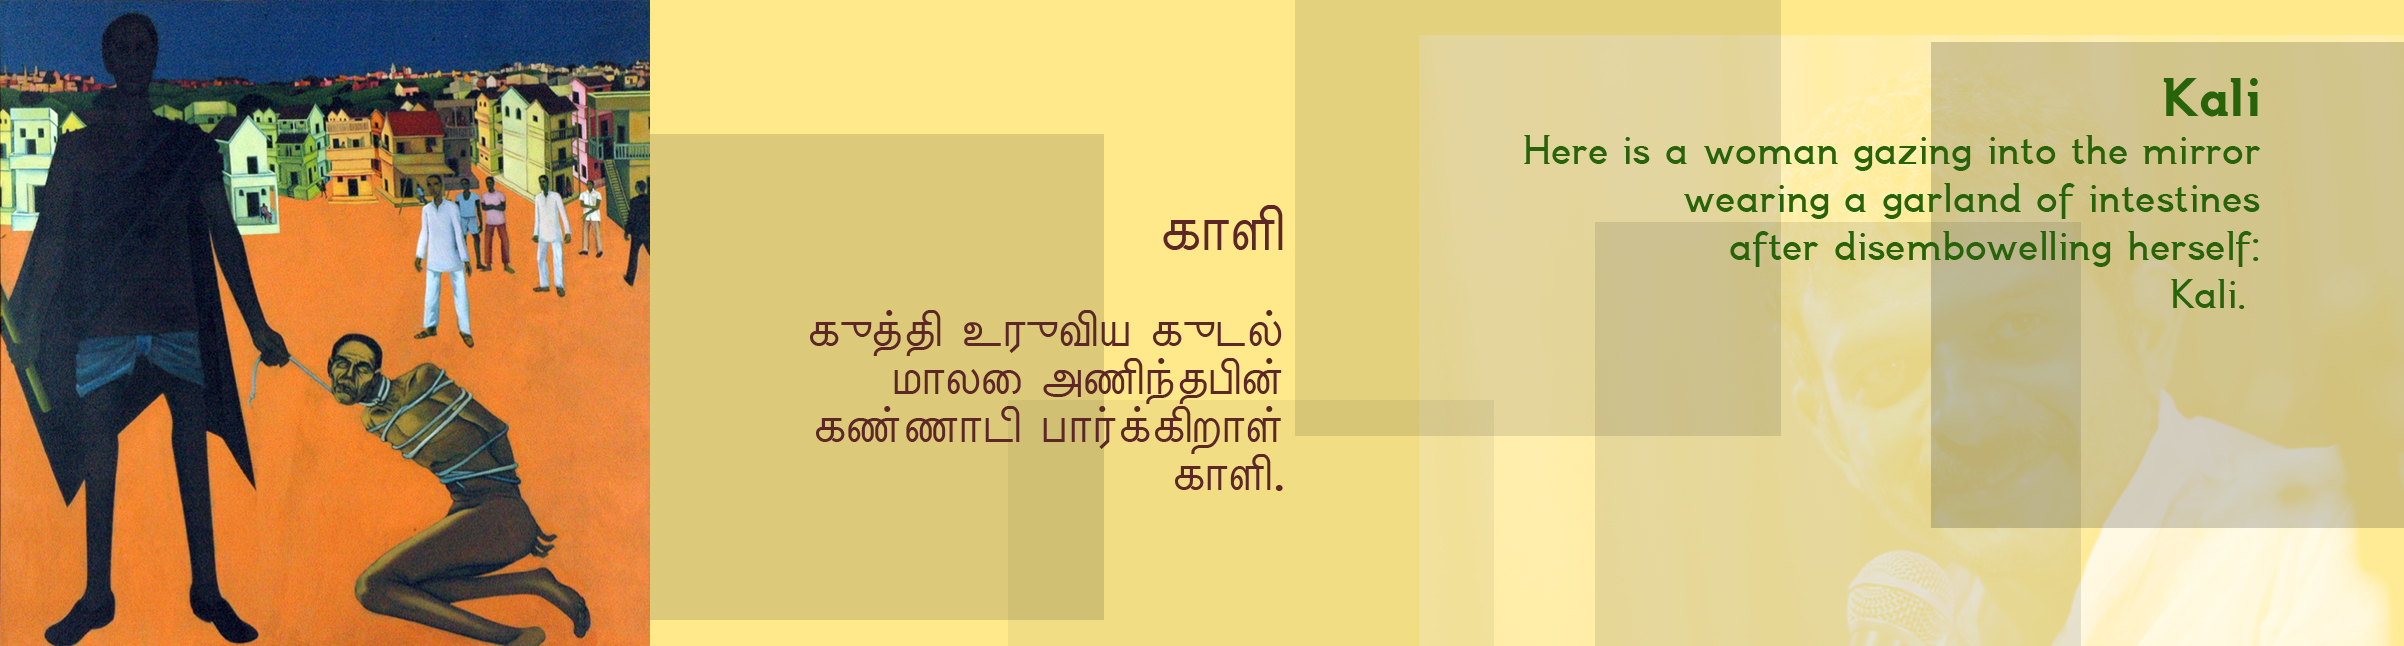 காளி
குத்தி உருவிய குடல்
மாலை அணிந்தபின்
கண்ணாடி பார்க்கிறாள்
காளி.
Kali
Here is a woman gazing into the mirror
wearing a garland of intestines
after disembowelling herself:
Kali.